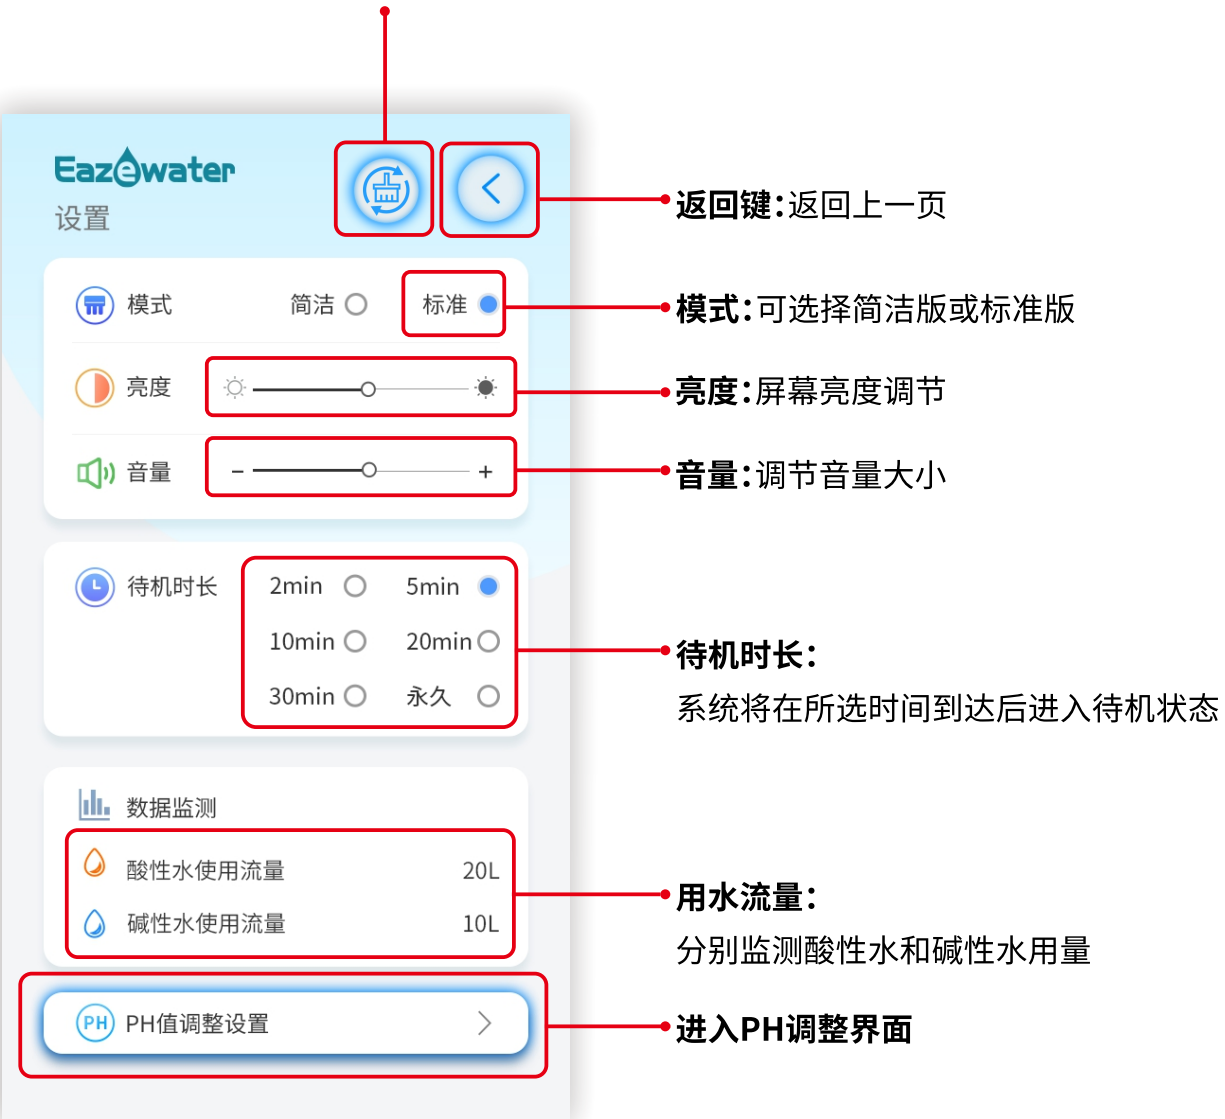 Eazewater
设置
返回键：返回上一页
模式 简洁 标准
模式：可选择简洁版或标准版
亮度
亮度：屏幕亮度调节
音量 − +
音量：调节音量大小
待机时长 2min 5min
10min 20min
30min 永久
待机时长：
系统将在所选时间到达后进入待机状态
数据监测
酸性水使用流量 20L
碱性水使用流量 10L
用水流量：
分别监测酸性水和碱性水用量
PH PH值调整设置
进入PH调整界面